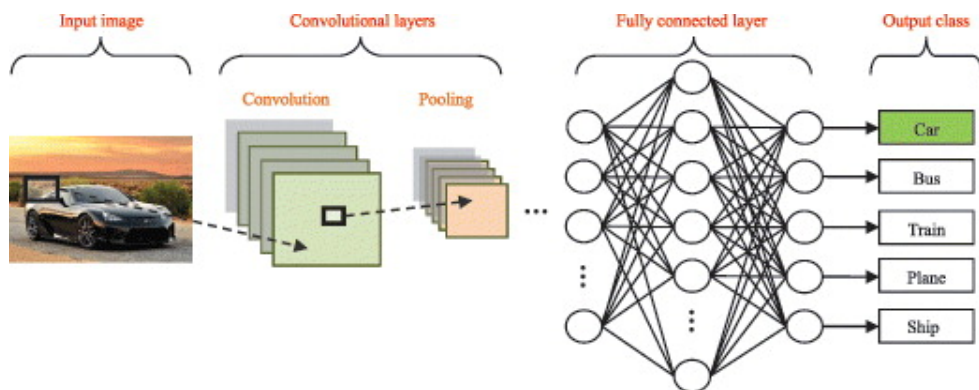 Input image
Convolutional layers
Fully connected layer
Output class
Convolution
Pooling
Car
Bus
Train
Plane
Ship